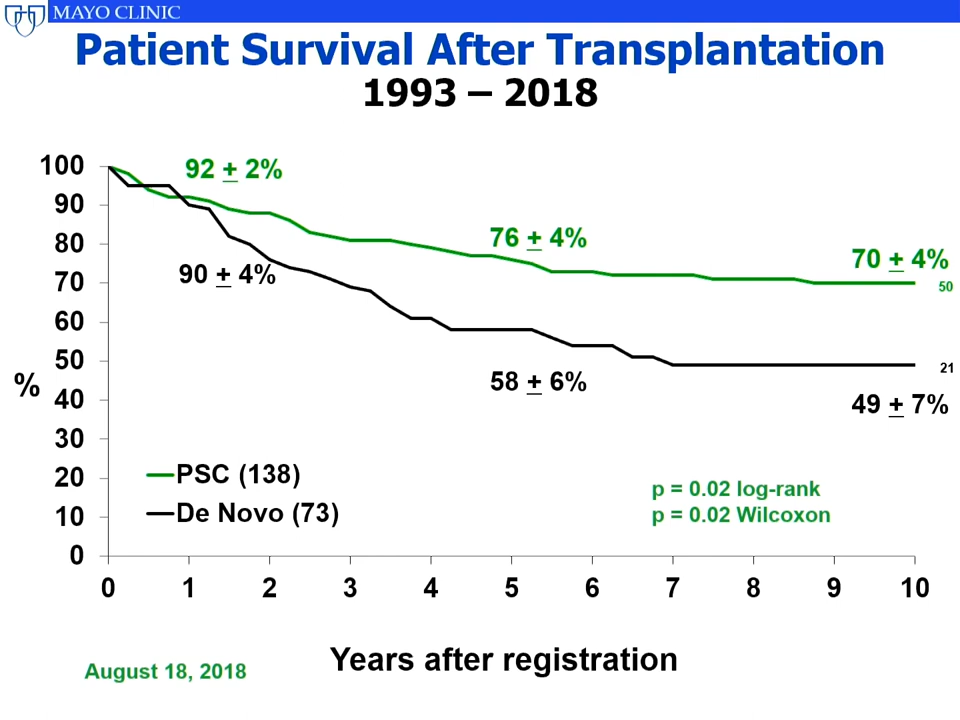 MAYO CLINIC
Patient Survival After Transplantation
1993 – 2018
100
90
80
70
60
50
40
30
20
10
0
%
92 + 2%
76 + 4%
70 + 4%
50
90 + 4%
58 + 6%
21
49 + 7%
PSC (138)
De Novo (73)
p = 0.02 log-rank
p = 0.02 Wilcoxon
0 1 2 3 4 5 6 7 8 9 10
Years after registration
August 18, 2018